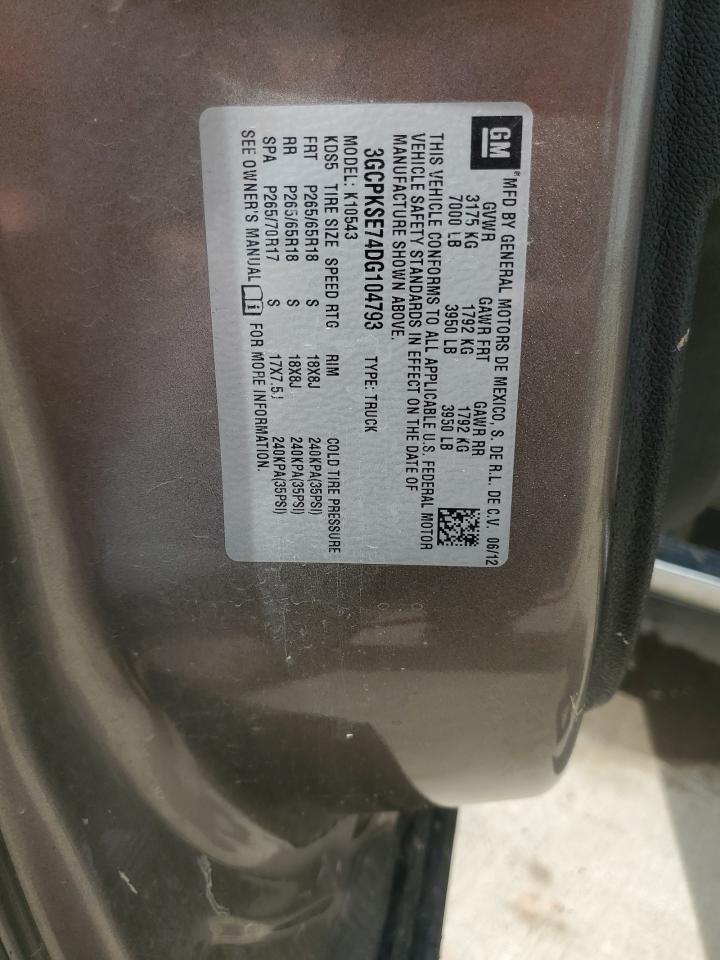 GM
MFD BY GENERAL MOTORS DE MEXICO, S. DE R.L. DE C.V. 06/12
GVWR GAWR FRT GAWR RR
3175 KG 1792 KG 1792 KG
7000 LB 3950 LB 3950 LB
THIS VEHICLE CONFORMS TO ALL APPLICABLE U.S. FEDERAL MOTOR
VEHICLE SAFETY STANDARDS IN EFFECT ON THE DATE OF
MANUFACTURE SHOWN ABOVE.
3GCPKSE74DG104793 TYPE: TRUCK
MODEL: K10543
KDS5 TIRE SIZE SPEED RTG RIM COLD TIRE PRESSURE
FRT P265/65R18 S 18X8J 240KPA(35PSI)
RR P265/65R18 S 18X8J 240KPA(35PSI)
SPA P265/70R17 S 17X7.5J 240KPA(35PSI)
SEE OWNER'S MANUAL i FOR MORE INFORMATION.